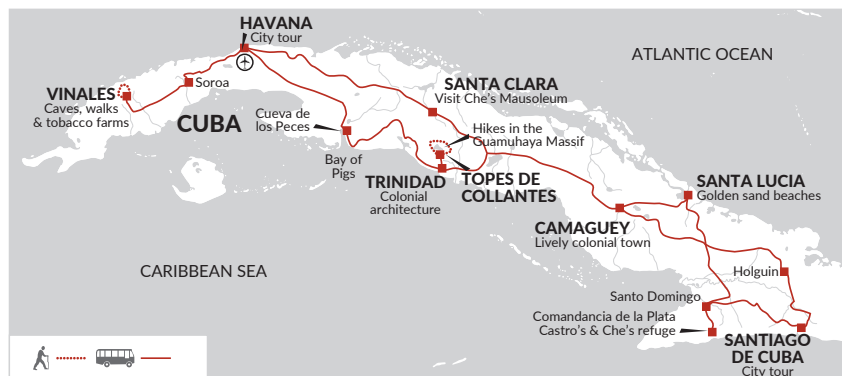 HAVANA
City tour
ATLANTIC OCEAN
Soroa
VINALES
Caves, walks
& tobacco farms
CUBA
SANTA CLARA
Visit Che's Mausoleum
Cueva de
los Peces
Hikes in the
Guamuhaya Massif
Bay of
Pigs
TRINIDAD
Colonial
architecture
TOPES DE
COLLANTES
SANTA LUCIA
Golden sand beaches
CAMAGUEY
Lively colonial town
CARIBBEAN SEA
Holguin
Santo Domingo
Comandancia de la Plata
Castro's & Che's refuge
SANTIAGO
DE CUBA
City tour